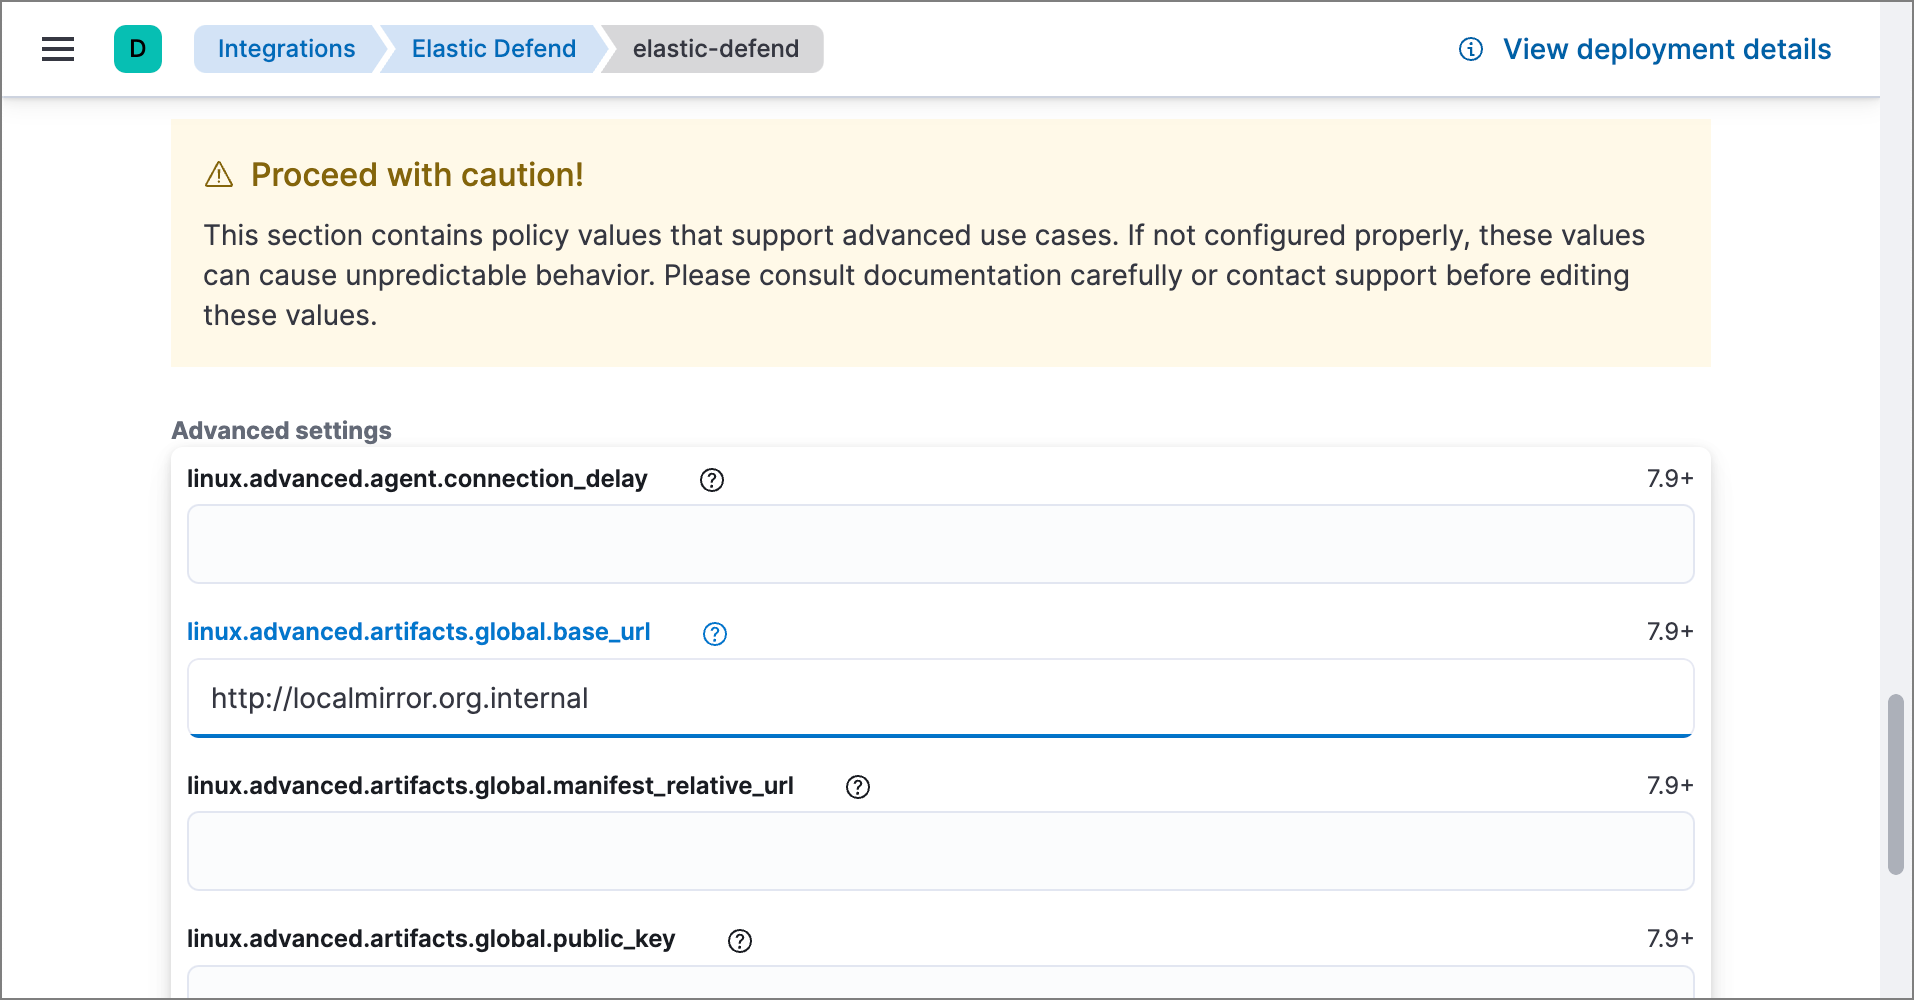 D Integrations Elastic Defend elastic-defend View deployment details
Proceed with caution!
This section contains policy values that support advanced use cases. If not configured properly, these values
can cause unpredictable behavior. Please consult documentation carefully or contact support before editing
these values.
Advanced settings
linux.advanced.agent.connection_delay 7.9+
linux.advanced.artifacts.global.base_url 7.9+
http://localmirror.org.internal
linux.advanced.artifacts.global.manifest_relative_url 7.9+
linux.advanced.artifacts.global.public_key 7.9+